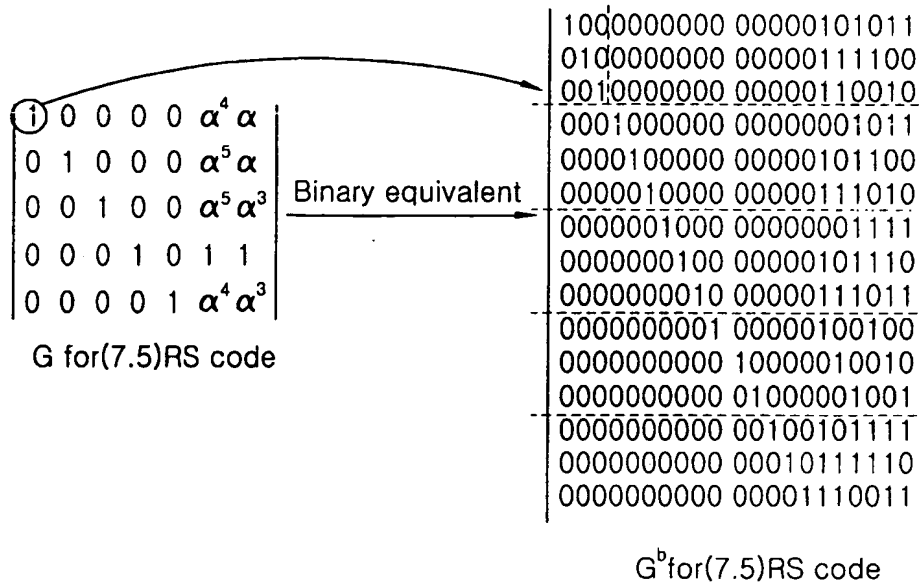 1 0 0 0 0 α⁴ α
0 1 0 0 0 α⁵ α
0 0 1 0 0 α⁵ α³
0 0 0 1 0 1 1
0 0 0 0 1 α⁴ α³
G for(7.5)RS code
Binary equivalent
1000000000 00000101011
0100000000 00000111100
0010000000 00000110010
0001000000 00000001011
0000100000 00000101100
0000010000 00000111010
0000001000 00000001111
0000000100 00000101110
0000000010 00000111011
0000000001 00000100100
0000000000 10000010010
0000000000 01000001001
0000000000 00100101111
0000000000 00010111110
0000000000 00001110011
Gᵇfor(7.5)RS code